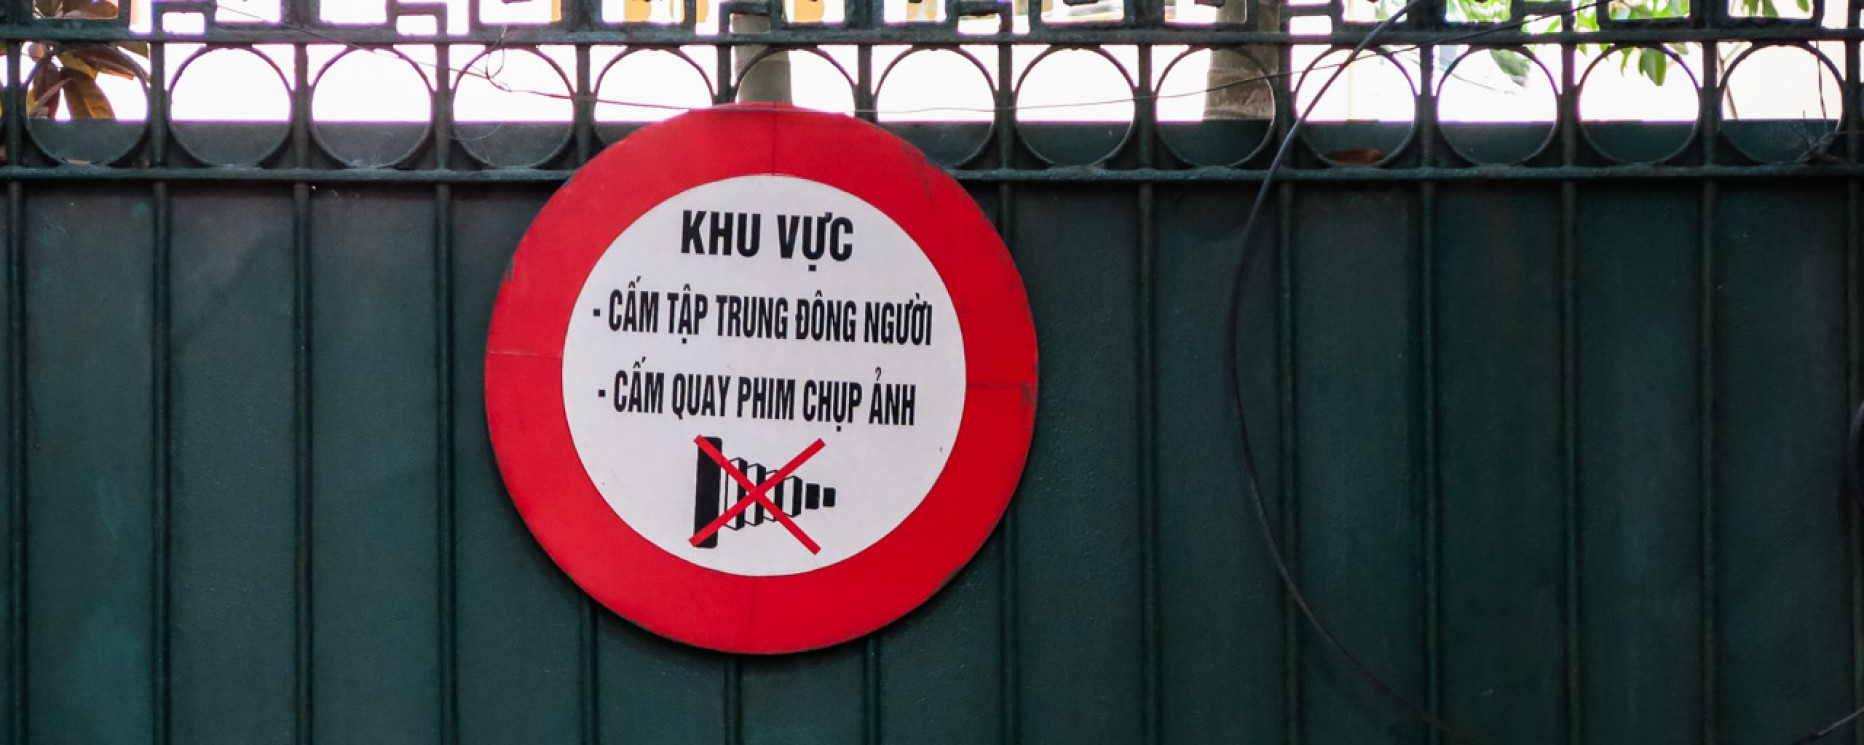 KHU VỰC
- CẤM TẬP TRUNG ĐÔNG NGƯỜI
- CẤM QUAY PHIM CHỤP ẢNH